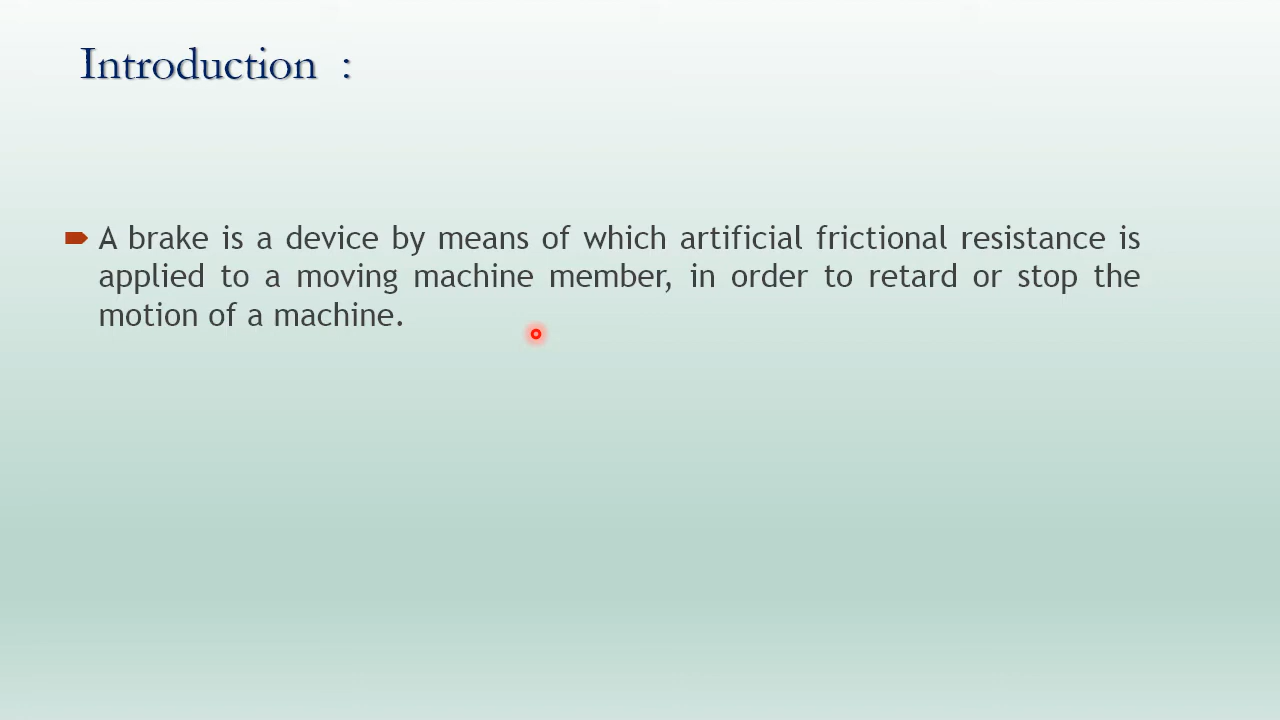 Introduction :
A brake is a device by means of which artificial frictional resistance is
applied to a moving machine member, in order to retard or stop the
motion of a machine.